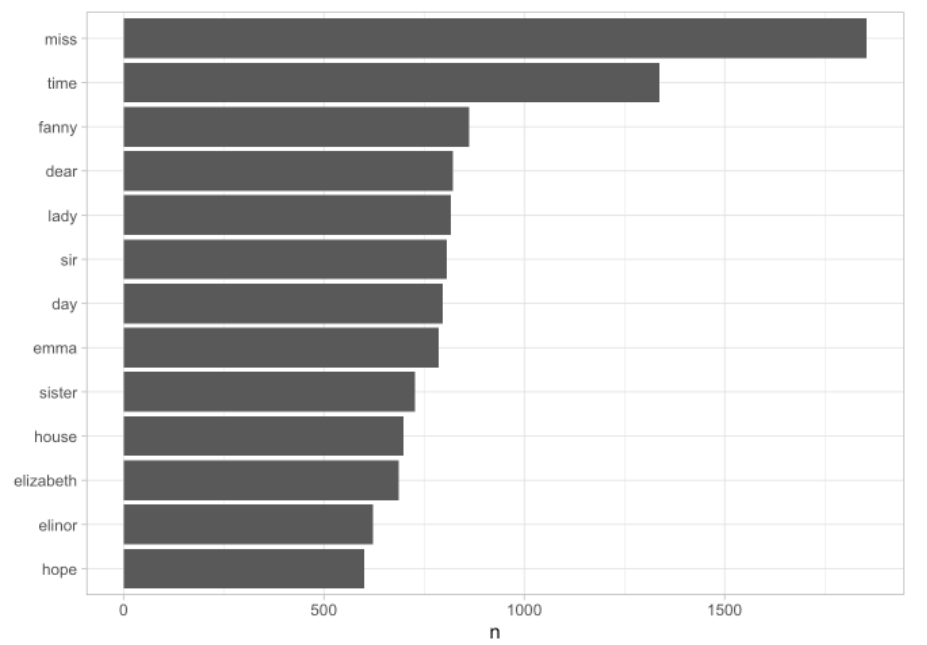 miss
time
fanny
dear
lady
sir
day
emma
sister
house
elizabeth
elinor
hope
0 500 1000 1500
n